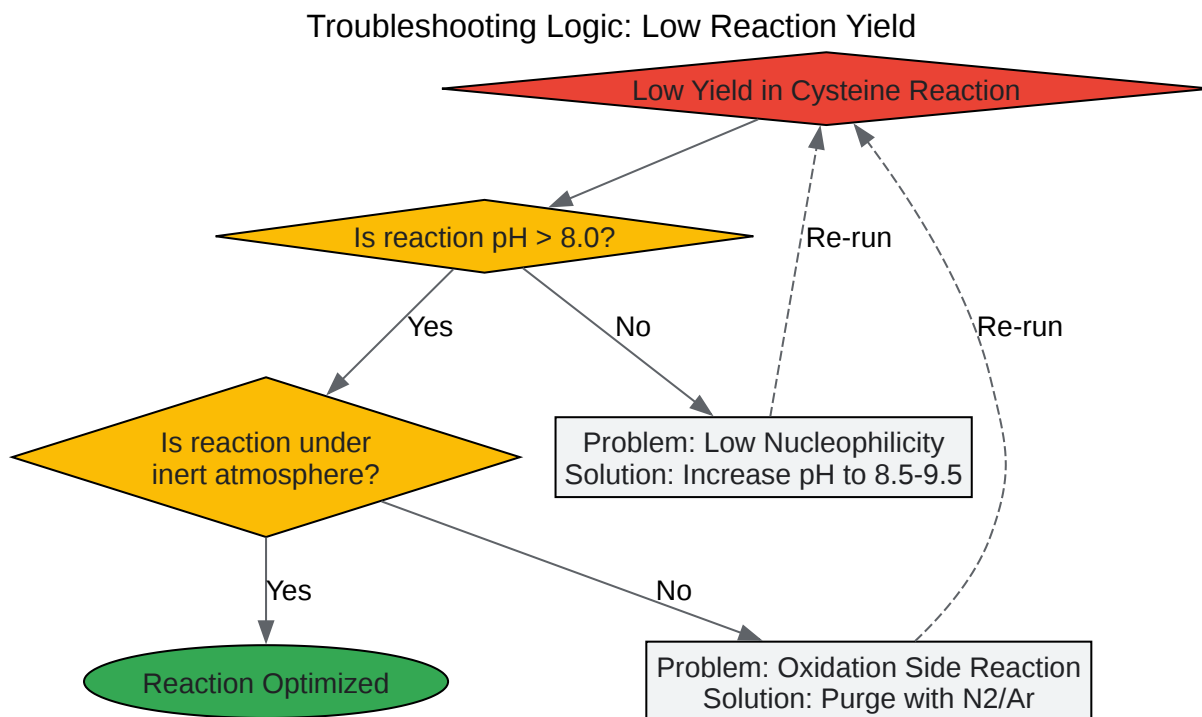 Troubleshooting Logic: Low Reaction Yield
Low Yield in Cysteine Reaction
Is reaction pH > 8.0?
Re-run
Yes
No
Re-run
Is reaction under
inert atmosphere?
Problem: Low Nucleophilicity
Solution: Increase pH to 8.5-9.5
Yes
No
Reaction Optimized
Problem: Oxidation Side Reaction
Solution: Purge with N2/Ar